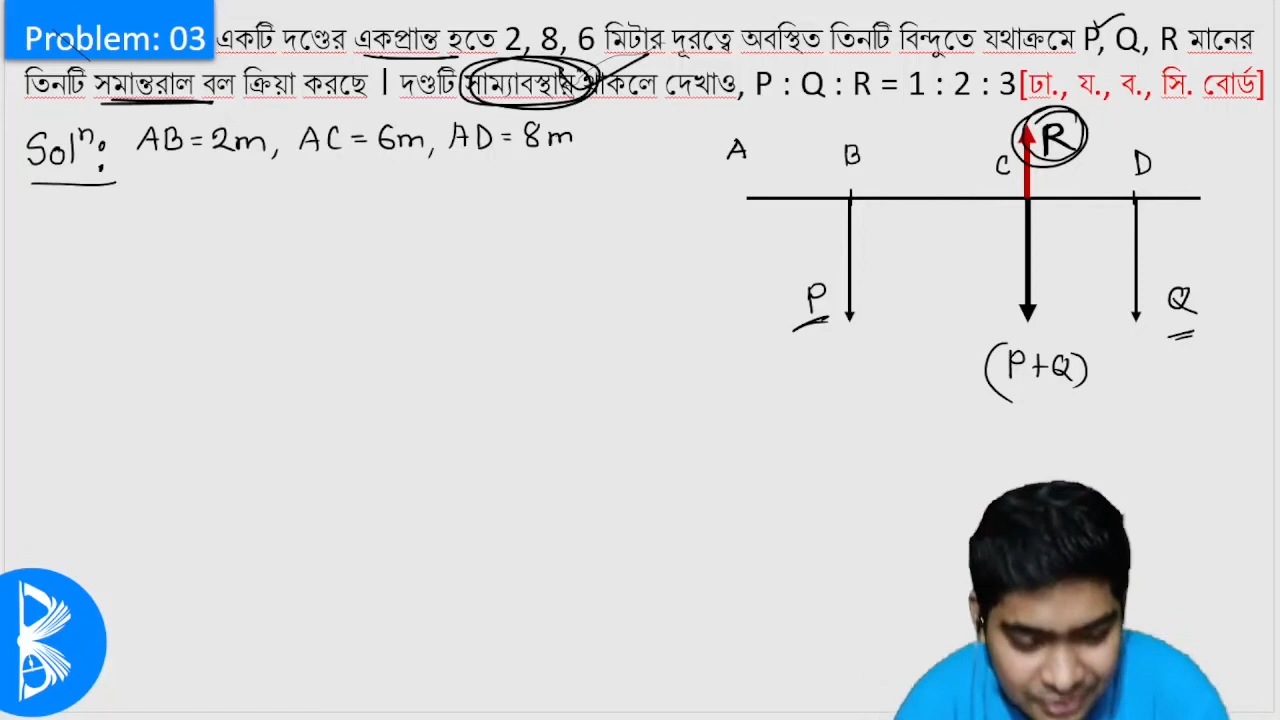 Problem: 03 একটি দণ্ডের একপ্রান্ত হতে 2, 8, 6 মিটার দূরত্বে অবস্থিত তিনটি বিন্দুতে যথাক্রমে P, Q, R মানের
তিনটি সমান্তরাল বল ক্রিয়া করছে । দণ্ডটি সাম্যাবস্থায় থাকলে দেখাও, P : Q : R = 1 : 2 : 3[ঢা., য., ব., সি. বোর্ড]
Solⁿ: AB = 2m, AC = 6m, AD = 8m
A B C R D
P Q
(P+Q)